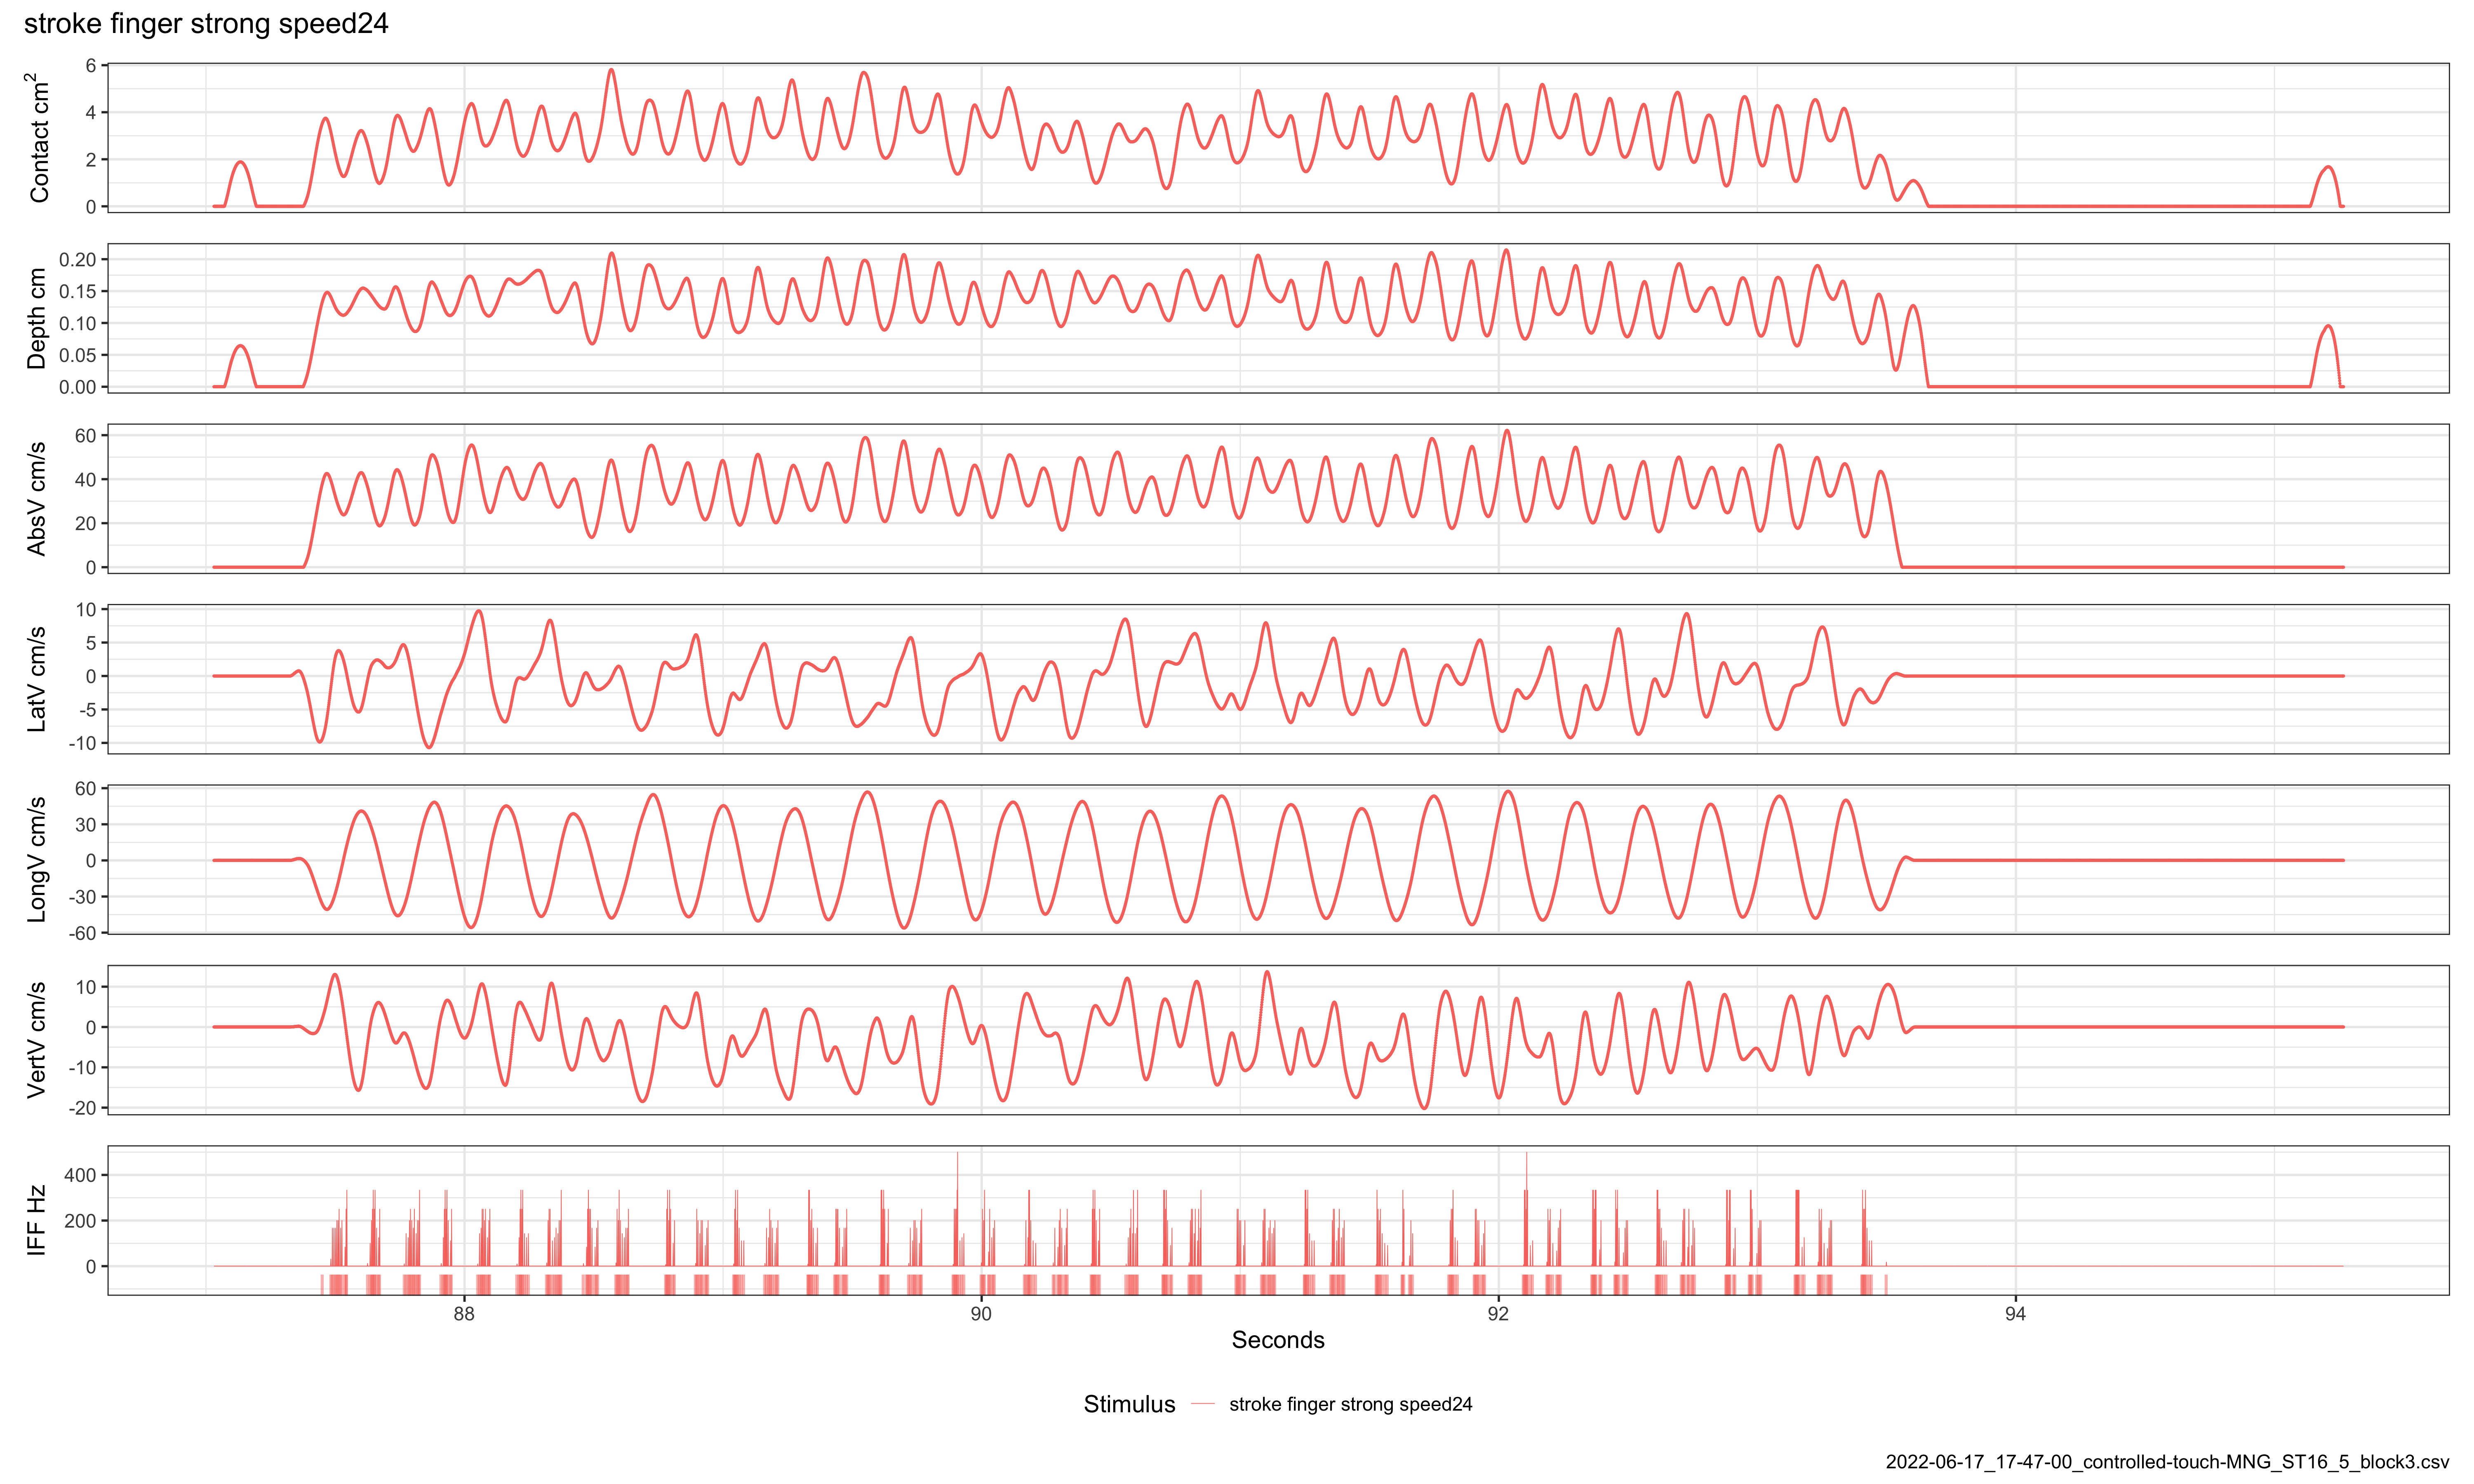 stroke finger strong speed24
Contact cm²
6
4
2
0
Depth cm
0.20
0.15
0.10
0.05
0.00
AbsV cm/s
60
40
20
0
LatV cm/s
10
5
0
-5
-10
LongV cm/s
60
30
0
-30
-60
VertV cm/s
10
0
-10
-20
IFF Hz
400
200
0
88 90 92 94
Seconds
Stimulus stroke finger strong speed24
2022-06-17_17-47-00_controlled-touch-MNG_ST16_5_block3.csv